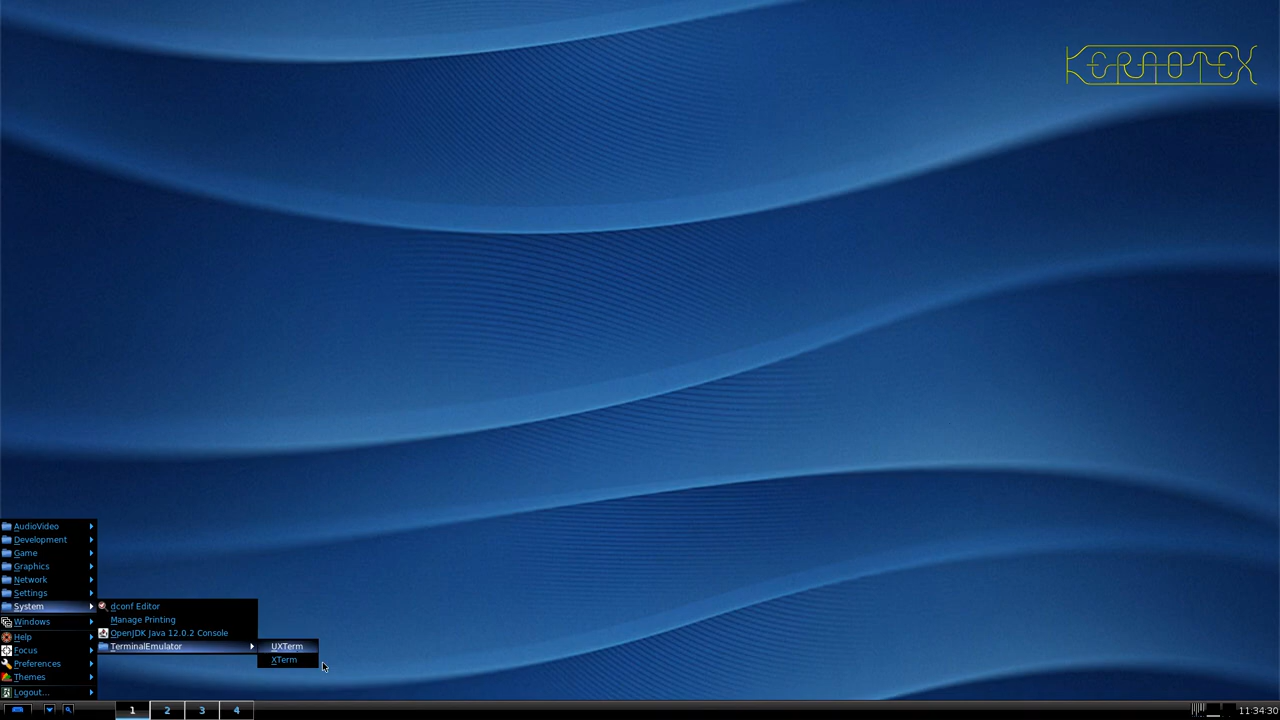 KERAOTEX
AudioVideo
Development
Game
Graphics
Network
Settings
System
Windows
Help
Focus
Preferences
Themes
Logout...
dconf Editor
Manage Printing
OpenJDK Java 12.0.2 Console
TerminalEmulator
UXTerm
XTerm
1 2 3 4
11:34:30